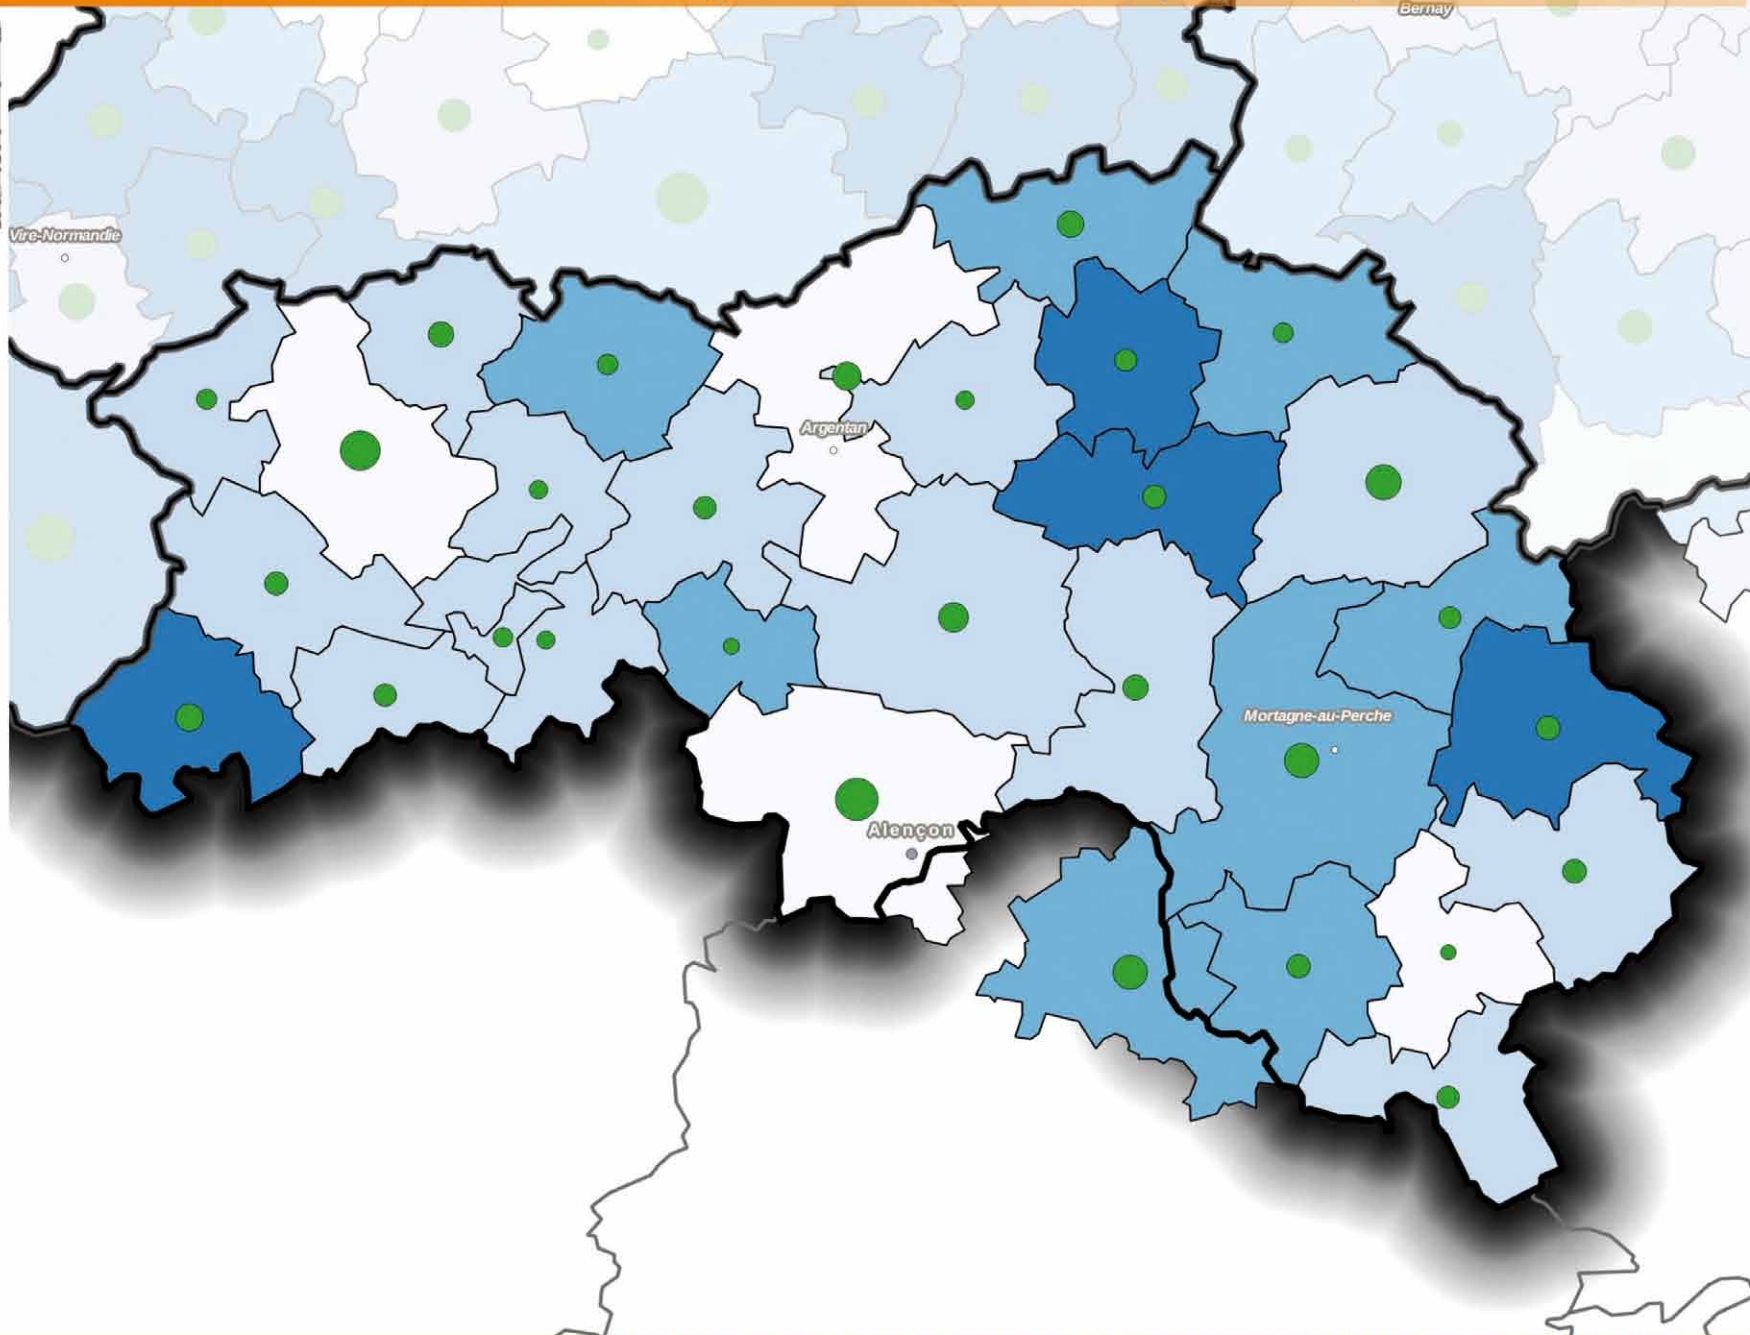 Bernay
Vire-Normandie
Argentan
Mortagne-au-Perche
Alençon